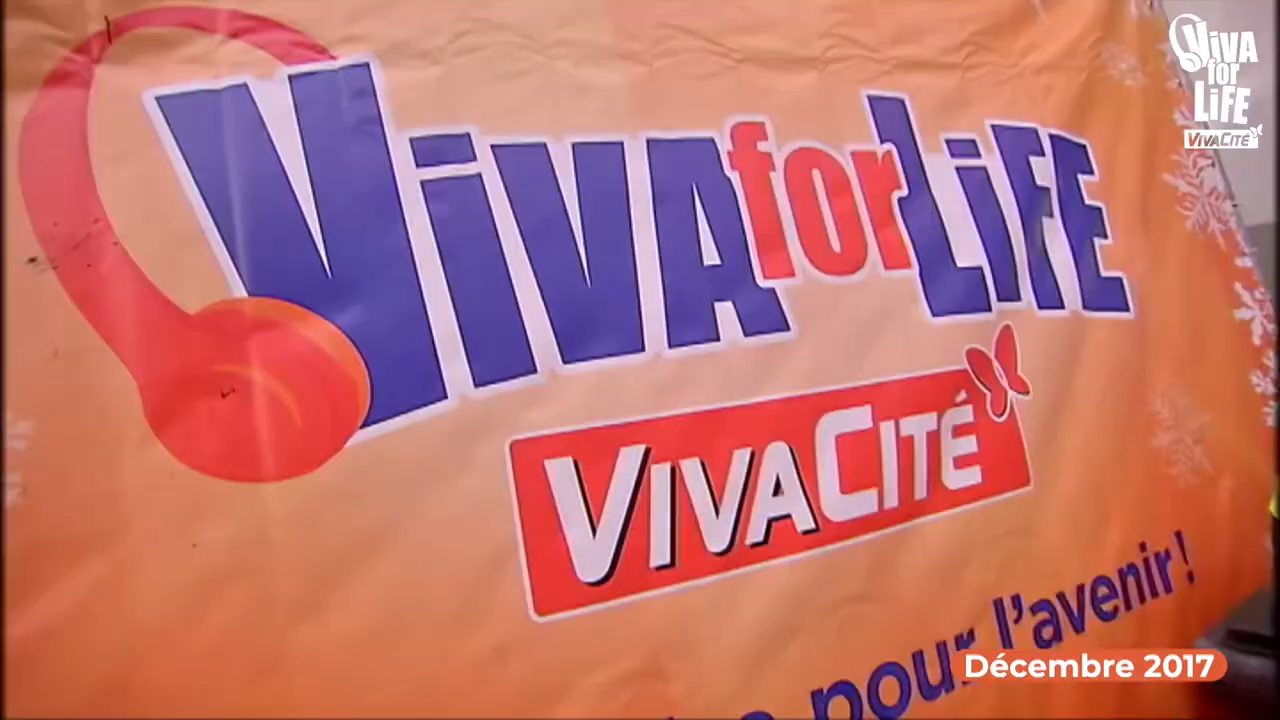 ViVA
for
LiFE
VIVACITÉ
ViVA for LiFE
VIVACITÉ
pour l'avenir !
Décembre 2017